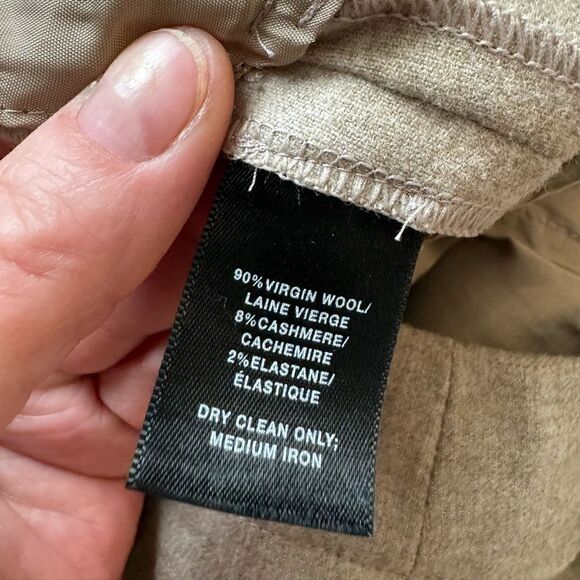 90%VIRGIN WOOL/
LAINE VIERGE
8%CASHMERE/
CACHEMIRE
2%ELASTANE/
ÉLASTIQUE
DRY CLEAN ONLY;
MEDIUM IRON